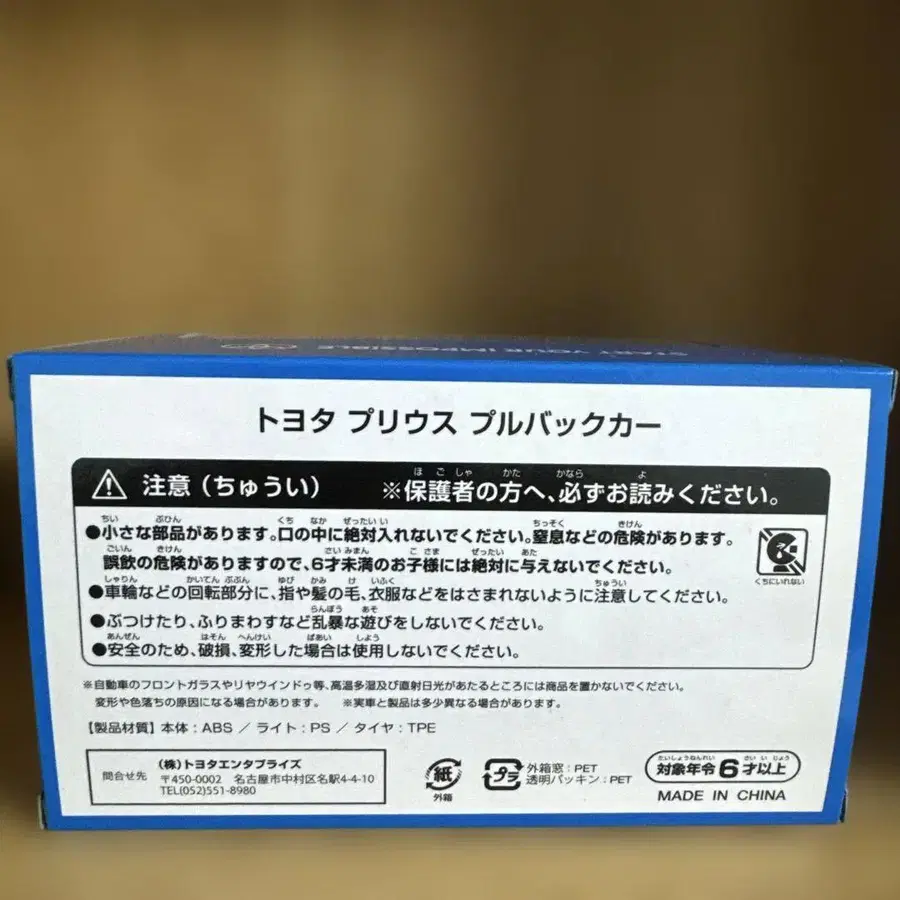 START YOUR IMPOSSIBLE
トヨタ プリウス プルバックカー
注意（ちゅうい） ※保護者の方へ、必ずお読みください。
●小さな部品があります。口の中に絶対入れないでください。窒息などの危険があります。
誤飲の危険がありますので、6才未満のお子様には絶対に与えないでください。
●車輪などの回転部分に、指や髪の毛、衣服などをはさまれないように注意してください。
●ぶつけたり、ふりまわすなど乱暴な遊びをしないでください。
●安全のため、破損、変形した場合は使用しないでください。
くちにいれない
※自動車のフロントガラスやリヤウインドゥ等、高温多湿及び直射日光があたるところには商品を置かないでください。
変形や色落ちの原因になる場合があります。 ※実車と製品は多少異なる場合があります。
【製品材質】本体：ABS ／ ライト：PS ／ タイヤ：TPE
問合せ先
（株）トヨタエンタプライズ
〒450-0002 名古屋市中村区名駅4-4-10
TEL(052)551-8980
紙
外箱
プラ
外箱窓：PET
透明パッキン：PET
対象年令 6才以上
MADE IN CHINA